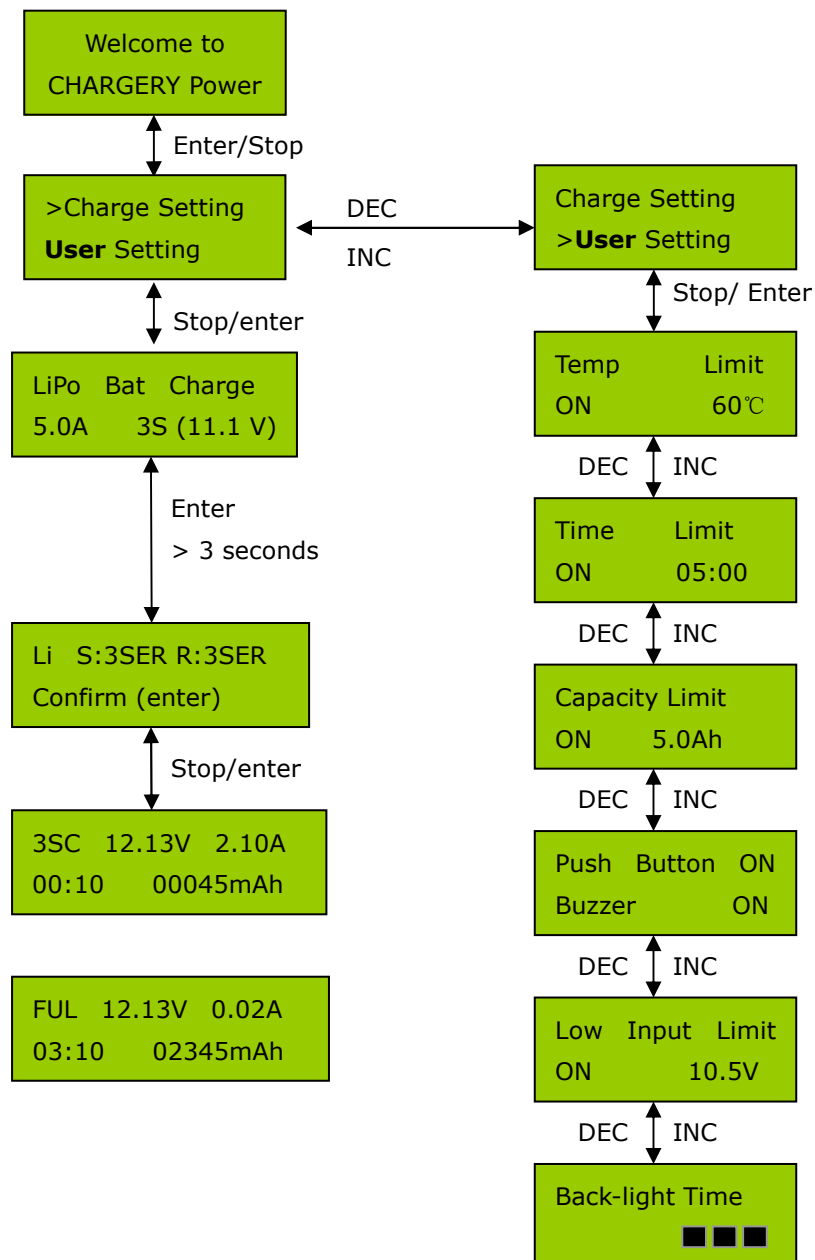 Welcome to
CHARGERY Power
Enter/Stop
>Charge Setting
User Setting
DEC
INC
Charge Setting
>User Setting
Stop/enter
Stop/ Enter
LiPo Bat Charge
5.0A 3S (11.1 V)
Enter
> 3 seconds
Li S:3SER R:3SER
Confirm (enter)
Stop/enter
3SC 12.13V 2.10A
00:10 00045mAh
FUL 12.13V 0.02A
03:10 02345mAh
Temp Limit
ON 60℃
DEC INC
Time Limit
ON 05:00
DEC INC
Capacity Limit
ON 5.0Ah
DEC INC
Push Button ON
Buzzer ON
DEC INC
Low Input Limit
ON 10.5V
DEC INC
Back-light Time